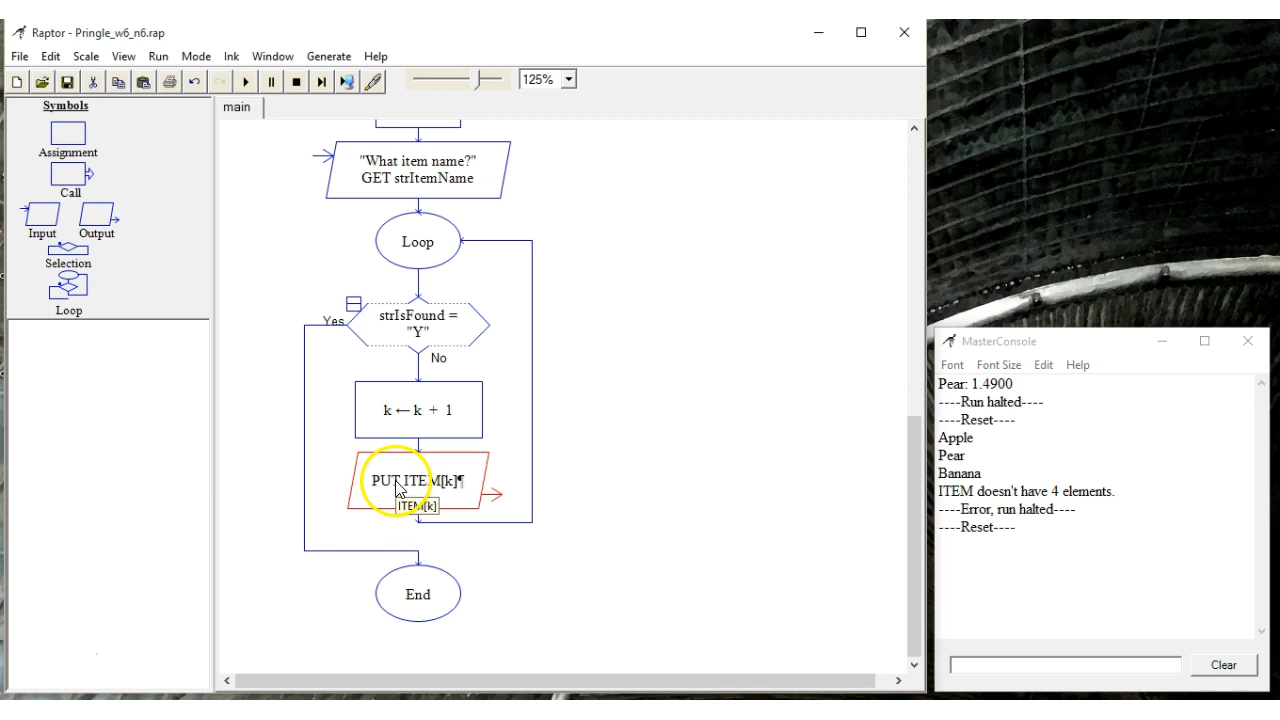 Raptor - Pringle_w6_n6.rap
File Edit Scale View Run Mode Ink Window Generate Help
125%
Symbols
Assignment
Call
Input Output
Selection
Loop
main
"What item name?"
GET strItemName
Loop
strIsFound =
"Y"
Yes
No
k ← k + 1
PUT ITEM[k]¶
ITEM[k]
End
MasterConsole
Font Font Size Edit Help
Pear: 1.4900
----Run halted----
----Reset----
Apple
Pear
Banana
ITEM doesn't have 4 elements.
----Error, run halted----
----Reset----
Clear